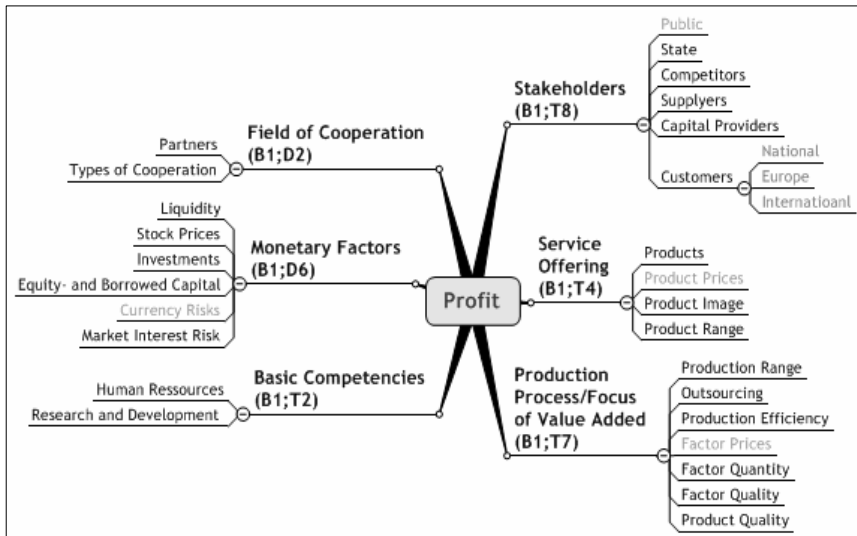 Public
State
Competitors
Supplyers
Capital Providers
Stakeholders
(B1;T8)
Customers
National
Europe
Internatioanl
Field of Cooperation
(B1;D2)
Partners
Types of Cooperation
Liquidity
Stock Prices
Investments
Equity- and Borrowed Capital
Currency Risks
Market Interest Risk
Monetary Factors
(B1;D6)
Profit
Service
Offering
(B1;T4)
Products
Product Prices
Product Image
Product Range
Human Ressources
Research and Development
Basic Competencies
(B1;T2)
Production
Process/Focus
of Value Added
(B1;T7)
Production Range
Outsourcing
Production Efficiency
Factor Prices
Factor Quantity
Factor Quality
Product Quality